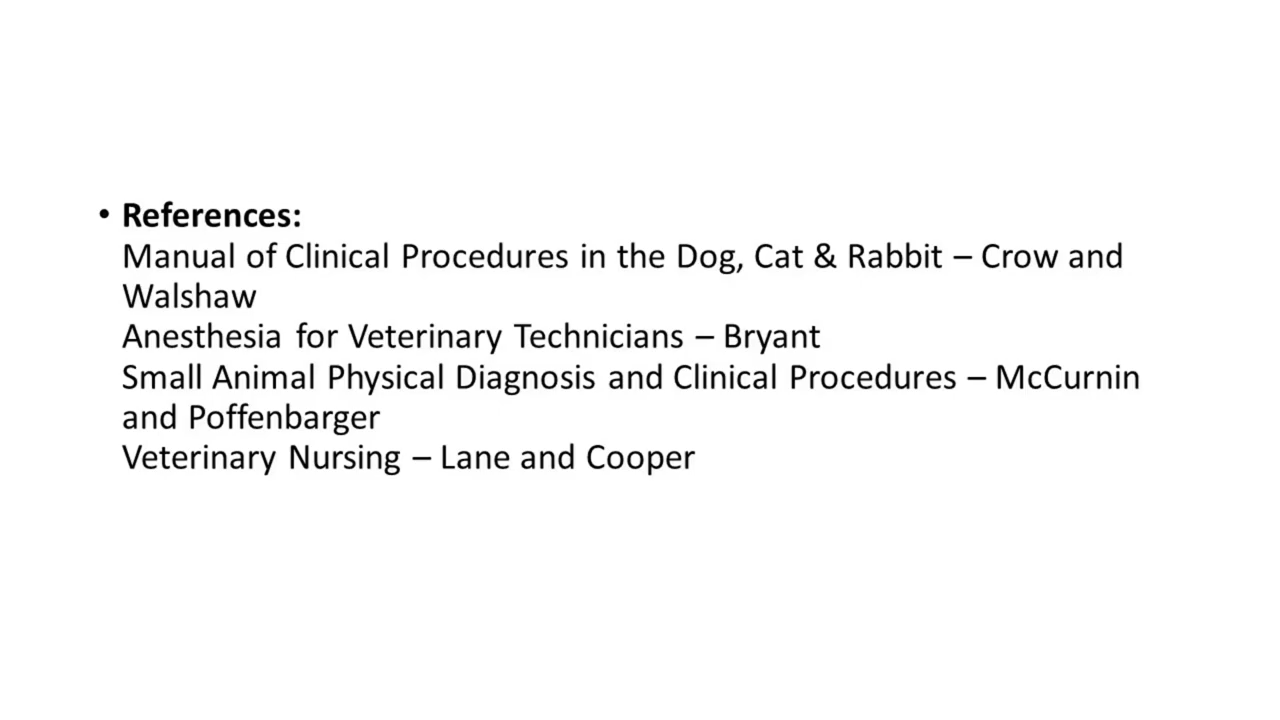 • References:
Manual of Clinical Procedures in the Dog, Cat & Rabbit – Crow and
Walshaw
Anesthesia for Veterinary Technicians – Bryant
Small Animal Physical Diagnosis and Clinical Procedures – McCurnin
and Poffenbarger
Veterinary Nursing – Lane and Cooper